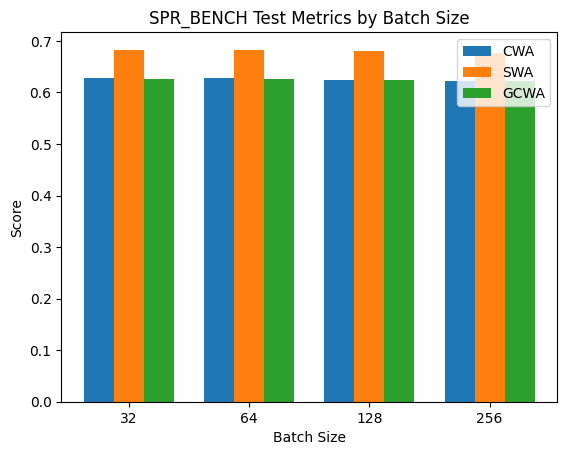 SPR_BENCH Test Metrics by Batch Size
CWA
SWA
GCWA
Score
0.7
0.6
0.5
0.4
0.3
0.2
0.1
0.0
32
64
128
256
Batch Size